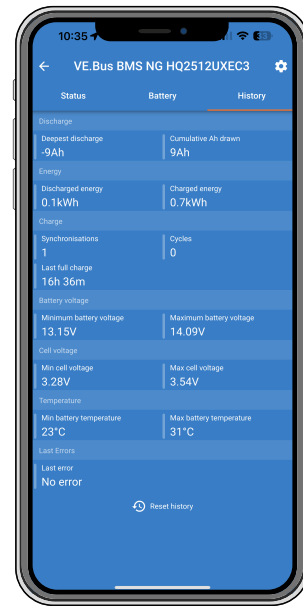 10:35
VE.Bus BMS NG HQ2512UXEC3
Status Battery History
Discharge
Deepest discharge Cumulative Ah drawn
-9Ah 9Ah
Energy
Discharged energy Charged energy
0.1kWh 0.7kWh
Charge
Synchronisations Cycles
1 0
Last full charge
16h 36m
Battery voltage
Minimum battery voltage Maximum battery voltage
13.15V 14.09V
Cell voltage
Min cell voltage Max cell voltage
3.28V 3.54V
Temperature
Min battery temperature Max battery temperature
23°C 31°C
Last Errors
Last error
No error
Reset history